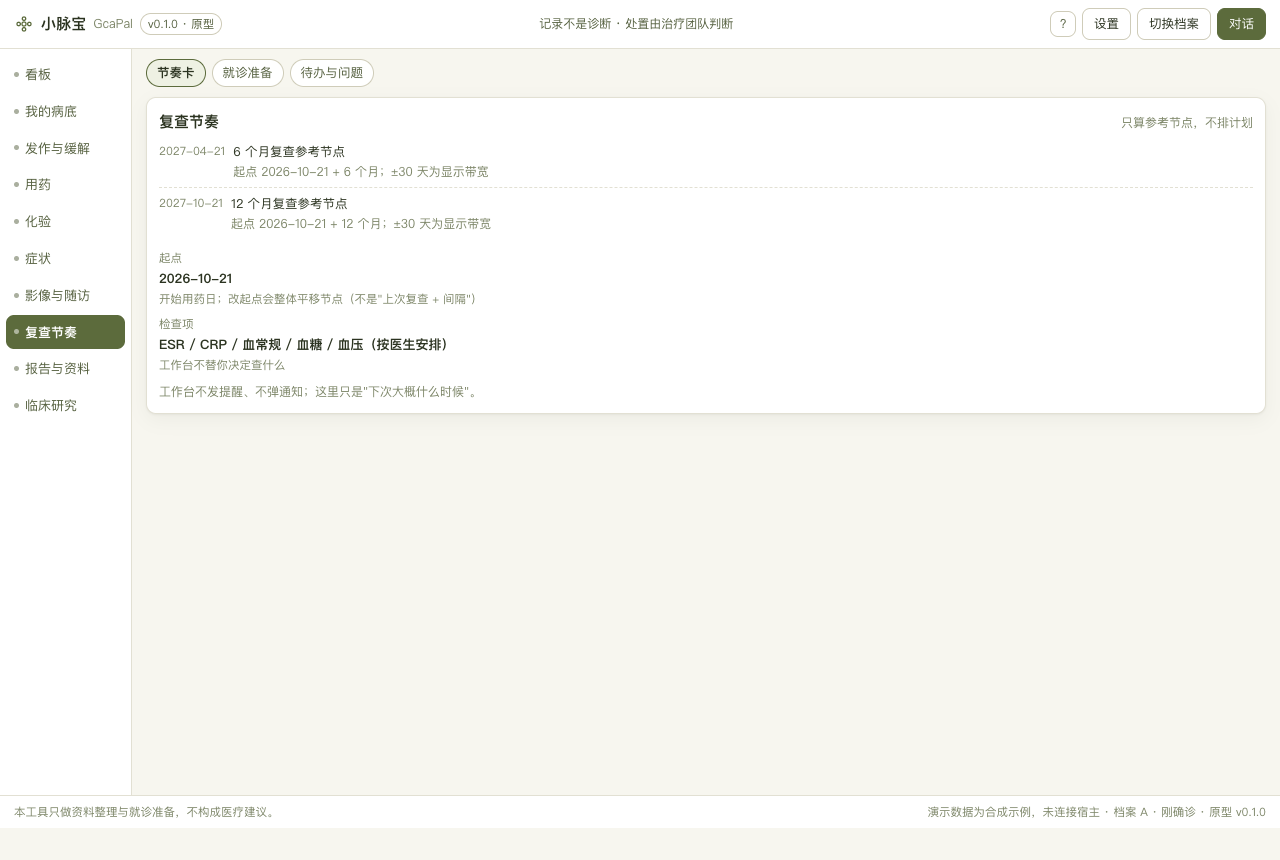 小脉宝 GcaPal v0.1.0 · 原型
记录不是诊断 · 处置由治疗团队判断
? 设置 切换档案 对话
看板
我的病底
发作与缓解
用药
化验
症状
影像与随访
复查节奏
报告与资料
临床研究
节奏卡 就诊准备 待办与问题
复查节奏
只算参考节点，不排计划
2027-04-21 6 个月复查参考节点
起点 2026-10-21 + 6 个月；±30 天为显示带宽
2027-10-21 12 个月复查参考节点
起点 2026-10-21 + 12 个月；±30 天为显示带宽
起点
2026-10-21
开始用药日；改起点会整体平移节点（不是"上次复查 + 间隔"）
检查项
ESR / CRP / 血常规 / 血糖 / 血压（按医生安排）
工作台不替你决定查什么
工作台不发提醒、不弹通知；这里只是"下次大概什么时候"。
本工具只做资料整理与就诊准备，不构成医疗建议。
演示数据为合成示例，未连接宿主 · 档案 A · 刚确诊 · 原型 v0.1.0